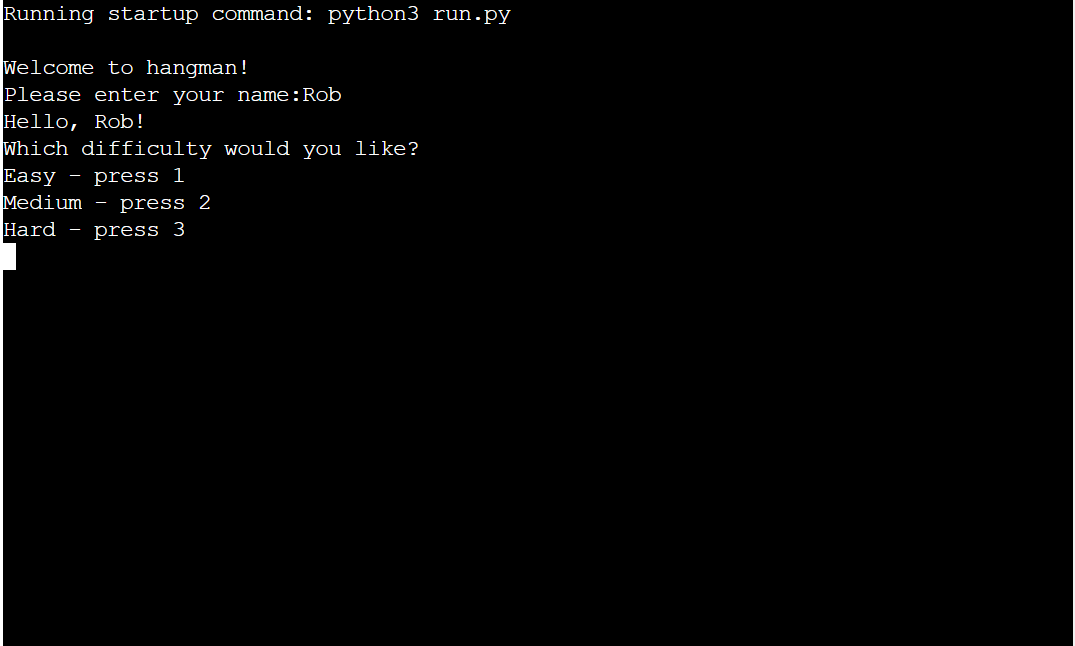 Running startup command: python3 run.py
Welcome to hangman!
Please enter your name:Rob
Hello, Rob!
Which difficulty would you like?
Easy - press 1
Medium - press 2
Hard - press 3